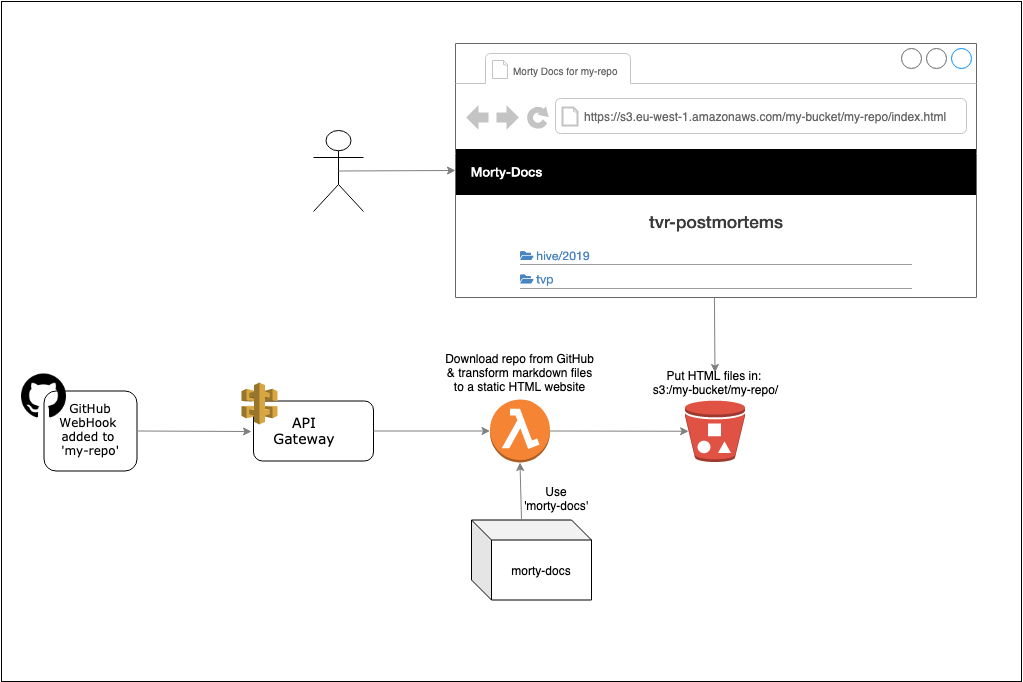 Morty Docs for my-repo
https://s3.eu-west-1.amazonaws.com/my-bucket/my-repo/index.html
Morty-Docs
tvr-postmortems
hive/2019
tvp
Download repo from GitHub
& transform markdown files
to a static HTML website
Put HTML files in:
s3:/my-bucket/my-repo/
GitHub
WebHook
added to
'my-repo'
API
Gateway
Use
'morty-docs'
morty-docs